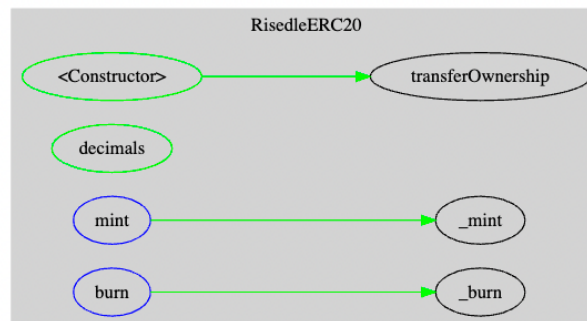 RisedleERC20
<Constructor>
transferOwnership
decimals
mint
_mint
burn
_burn